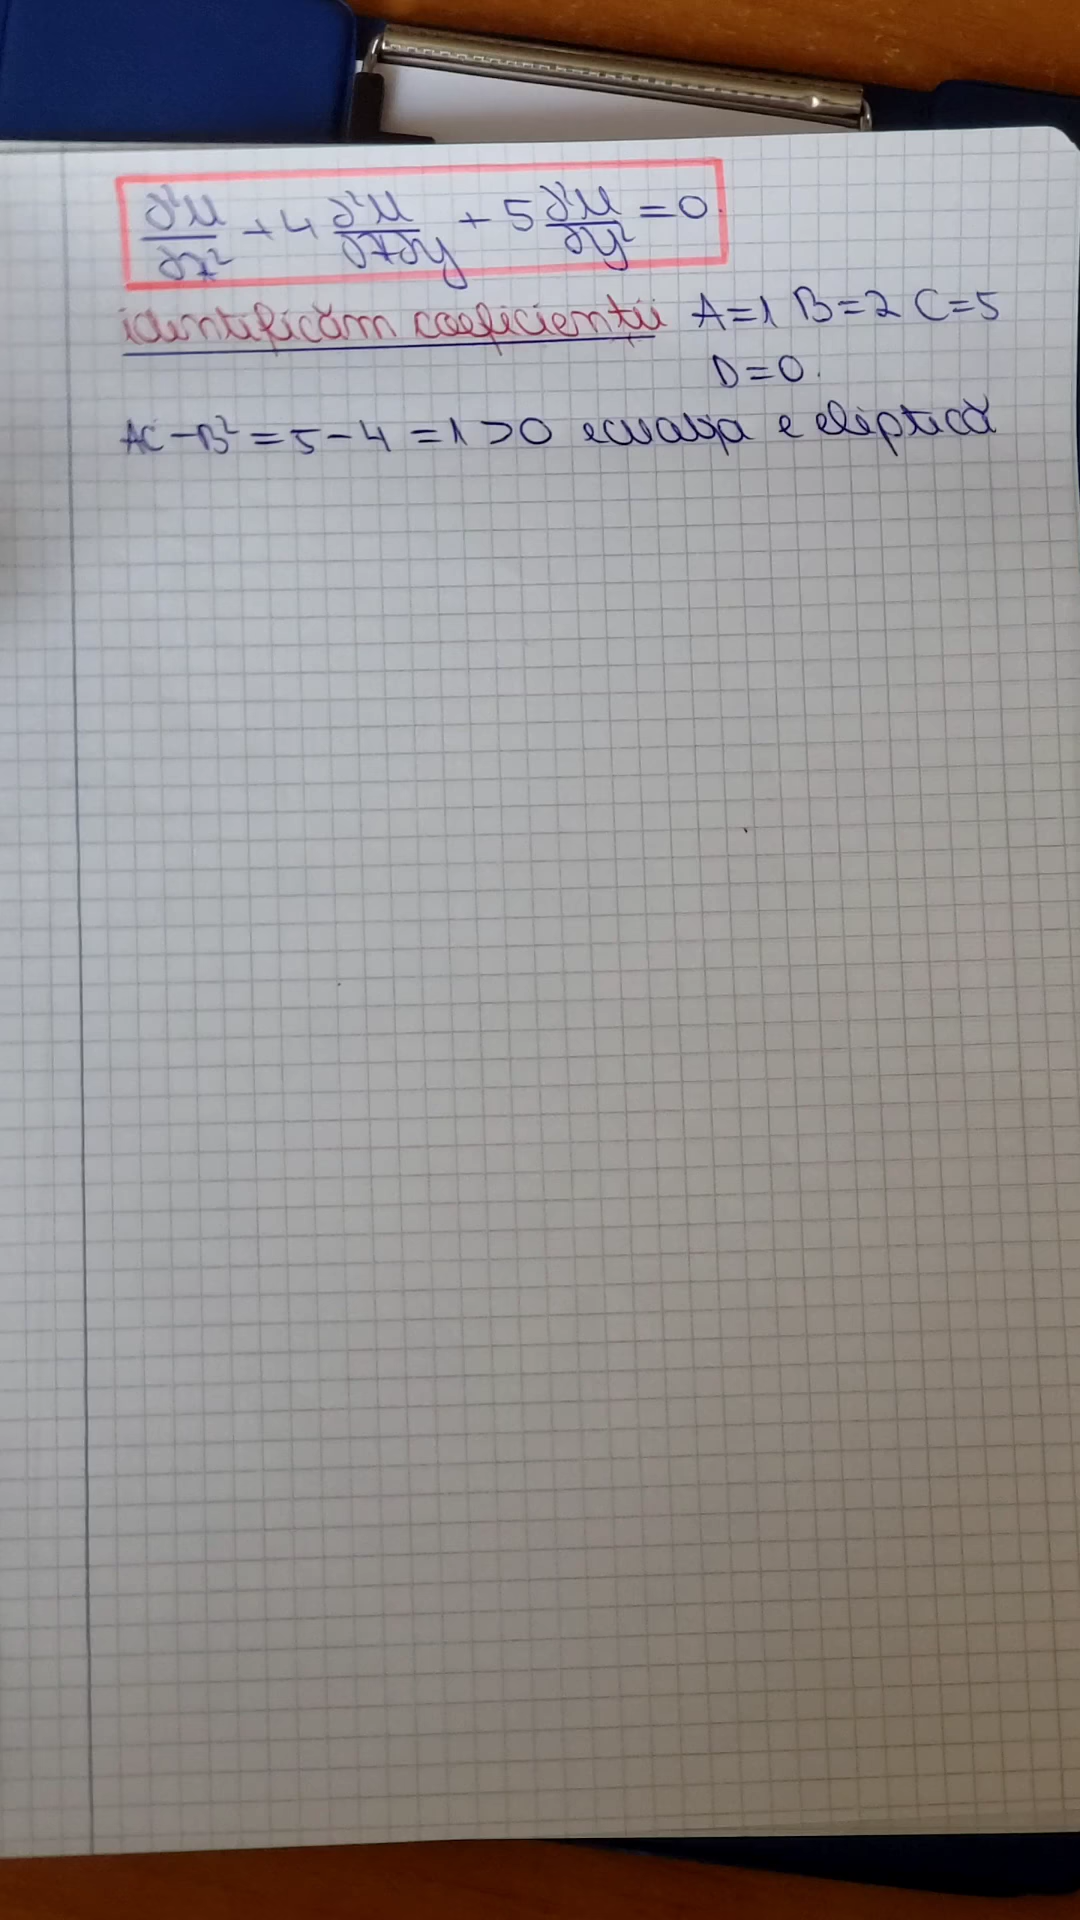 ∂²u/∂x² + 4 ∂²u/∂x∂y + 5 ∂²u/∂y² = 0.
identificăm coeficienții A=1 B=2 C=5
D=0.
AC-B² = 5-4 = 1 > 0 ecuația e eliptică